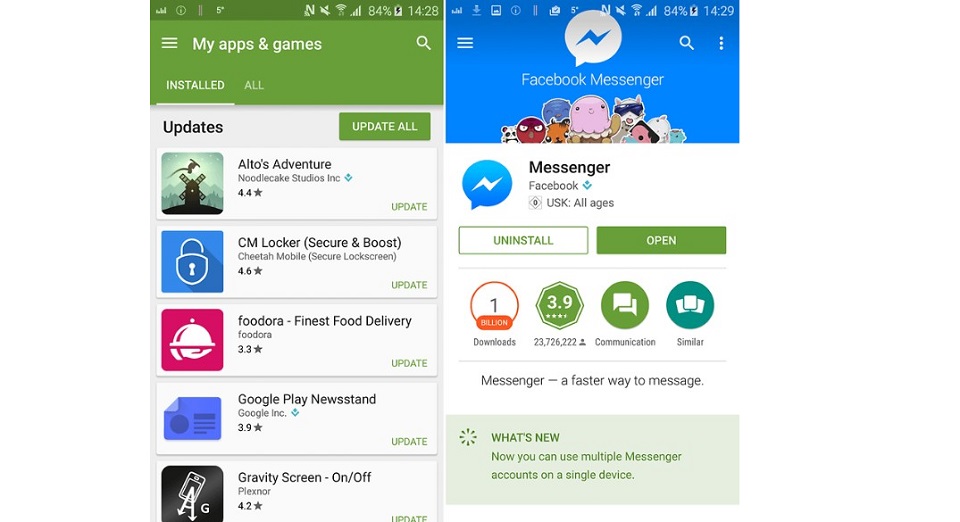 5°
84% 14:28
My apps & games
INSTALLED ALL
Updates
UPDATE ALL
Alto's Adventure
Noodlecake Studios Inc
4.4
UPDATE
CM Locker (Secure & Boost)
Cheetah Mobile (Secure Lockscreen)
4.6
UPDATE
foodora - Finest Food Delivery
foodora
3.3
UPDATE
Google Play Newsstand
Google Inc.
3.9
UPDATE
Gravity Screen - On/Off
Plexnor
4.2
UPDATE
G
5°
84% 14:29
Facebook Messenger
Messenger
Facebook
0 USK: All ages
UNINSTALL
OPEN
1
BILLION
Downloads
3.9
23,726,222
Communication
Similar
Messenger — a faster way to message.
WHAT'S NEW
Now you can use multiple Messenger
accounts on a single device.